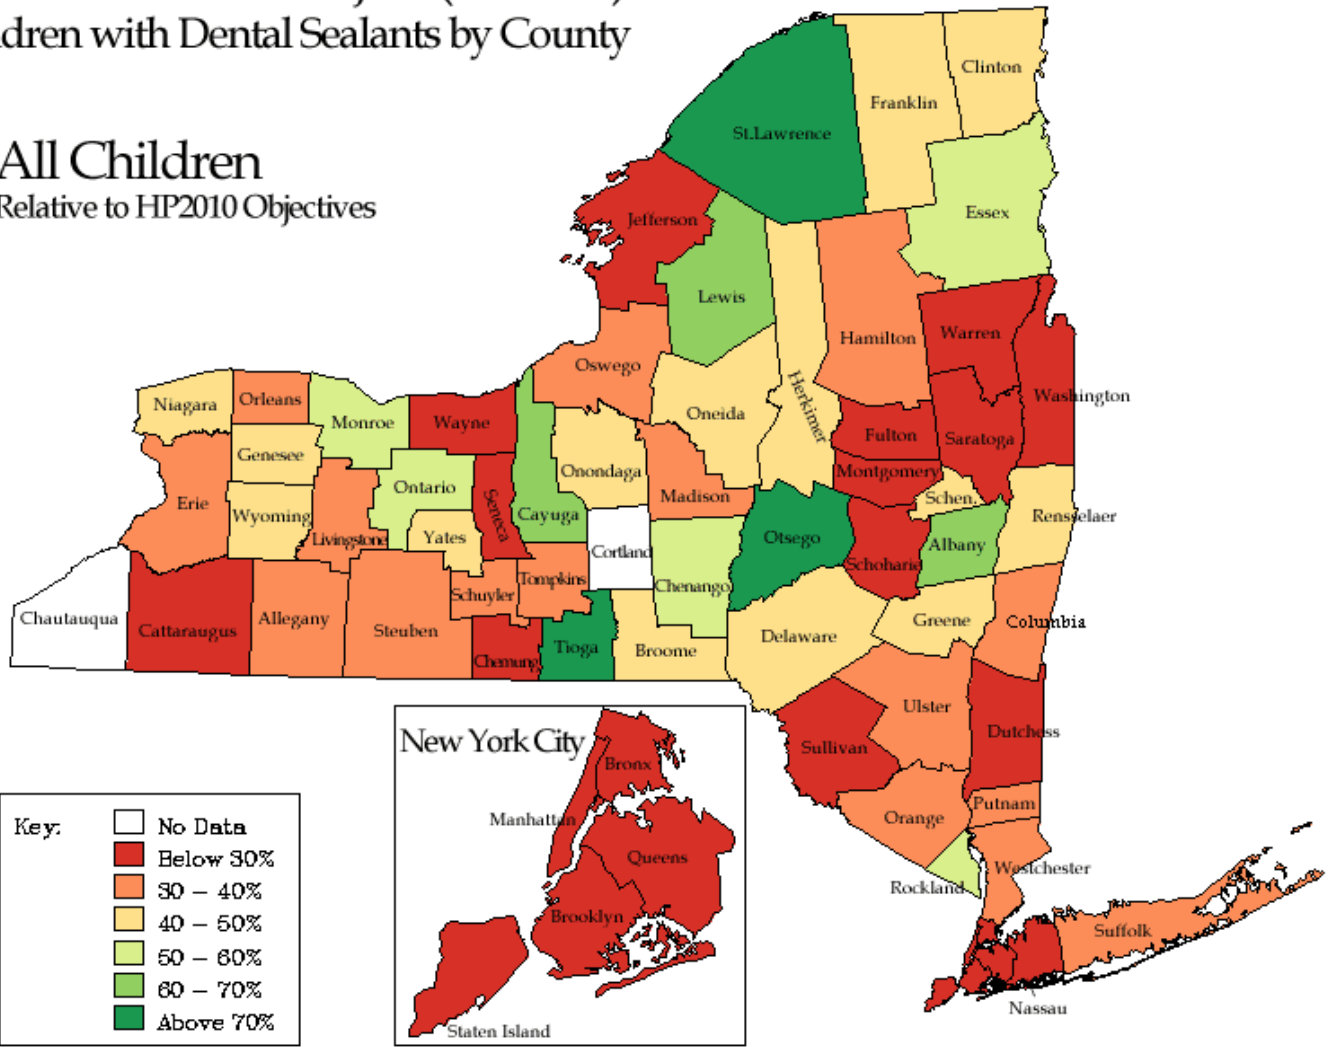 dren with Dental Sealants by County
All Children
Relative to HP2010 Objectives
St.Lawrence
Franklin
Clinton
Essex
Jefferson
Lewis
Herkimer
Hamilton
Warren
Washington
Oswego
Oneida
Fulton
Saratoga
Montgomery
Niagara
Orleans
Monroe
Wayne
Genesee
Onondaga
Madison
Schen.
Rensselaer
Erie
Wyoming
Livingstone
Ontario
Yates
Seneca
Cayuga
Cortland
Chenango
Otsego
Schoharie
Albany
Chautauqua
Cattaraugus
Allegany
Steuben
Schuyler
Tompkins
Chemung
Tioga
Broome
Delaware
Greene
Columbia
Ulster
Sullivan
Dutchess
Orange
Putnam
Rockland
Westchester
Suffolk
Nassau
New York City
Bronx
Manhattan
Queens
Brooklyn
Staten Island
Key:
No Data
Below 30%
30 – 40%
40 – 50%
50 – 60%
60 – 70%
Above 70%